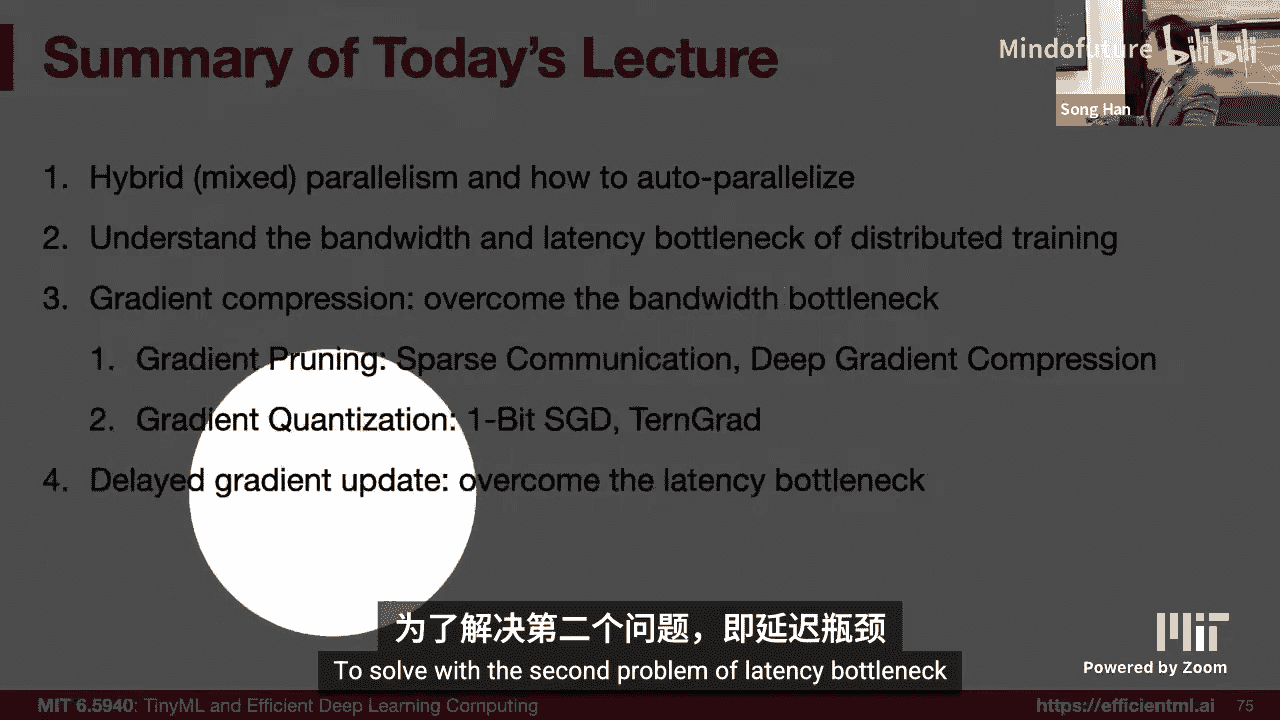 Summary of Today's Lecture
Mindofuture bilibili
Song Han
1. Hybrid (mixed) parallelism and how to auto-parallelize
2. Understand the bandwidth and latency bottleneck of distributed training
3. Gradient compression: overcome the bandwidth bottleneck
1. Gradient Pruning: Sparse Communication, Deep Gradient Compression
2. Gradient Quantization: 1-Bit SGD, TernGrad
4. Delayed gradient update: overcome the latency bottleneck
为了解决第二个问题，即延迟瓶颈
To solve with the second problem of latency bottleneck
MIT
Powered by Zoom
MIT 6.5940: TinyML and Efficient Deep Learning Computing
https://efficientml.ai
75